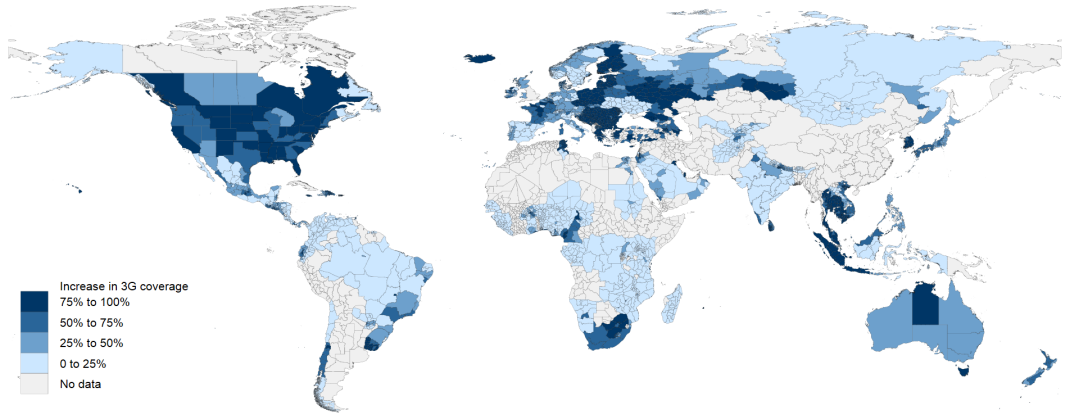 Increase in 3G coverage
75% to 100%
50% to 75%
25% to 50%
0 to 25%
No data